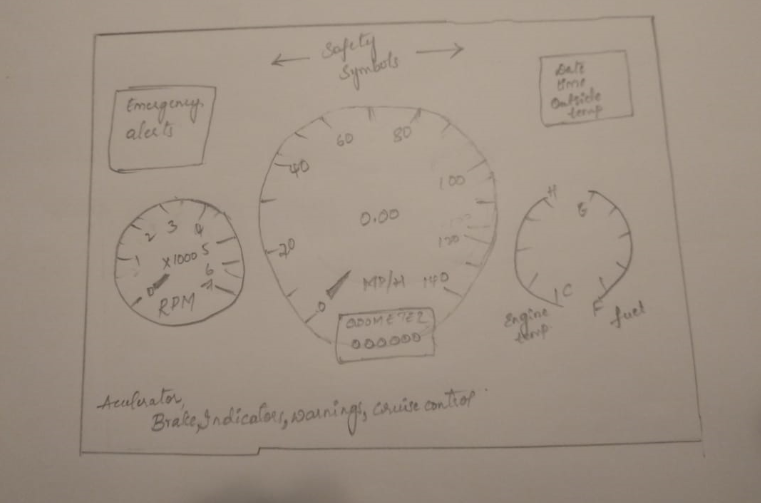 ← Safety →
Symbols
Emergency
alerts
Date
time
Outside
temp
0
20
40
60
80
100
120
140
0.00
MP/H
ODOMETER
000000
0
1
2
3
4
5
6
7
X1000
RPM
H
C
Engine
temp
E
F
fuel
Accelerator,
Brake, Indicators, warnings, cruise control